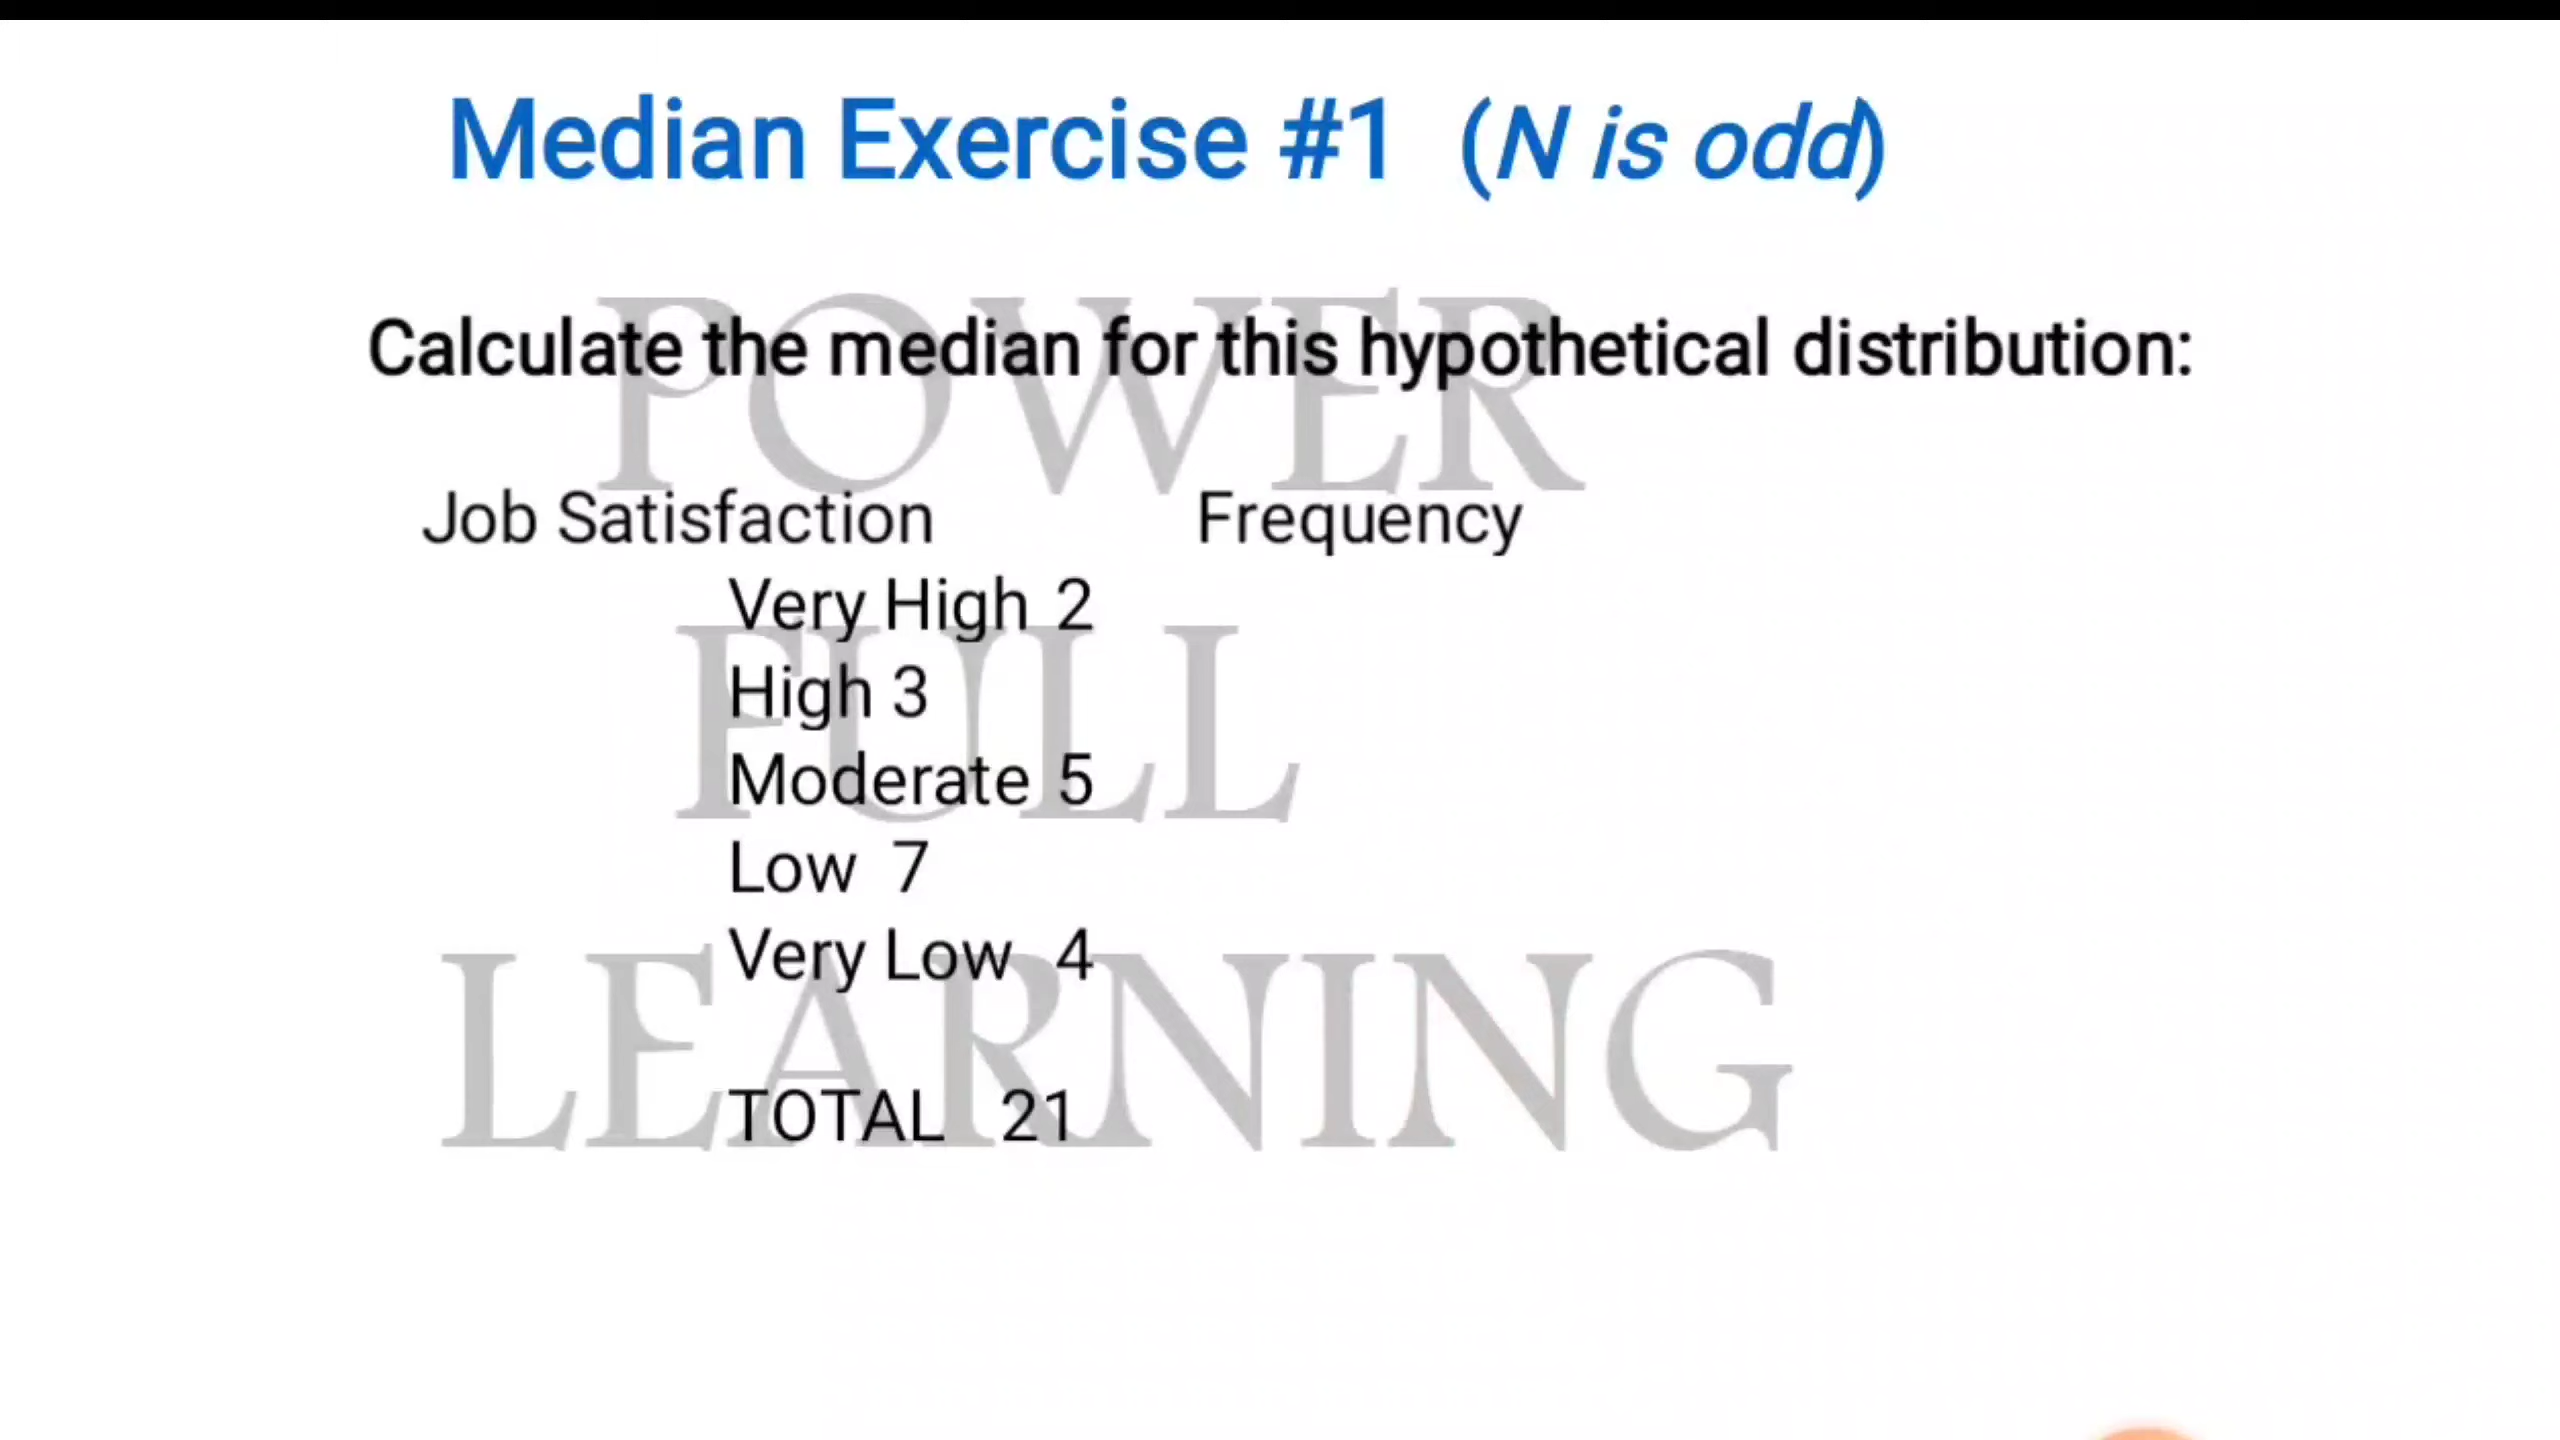 Median Exercise #1 (N is odd)
Calculate the median for this hypothetical distribution:
Job Satisfaction Frequency
Very High 2
High 3
Moderate 5
Low 7
Very Low 4
TOTAL 21
POWER
FULL
LEARNING